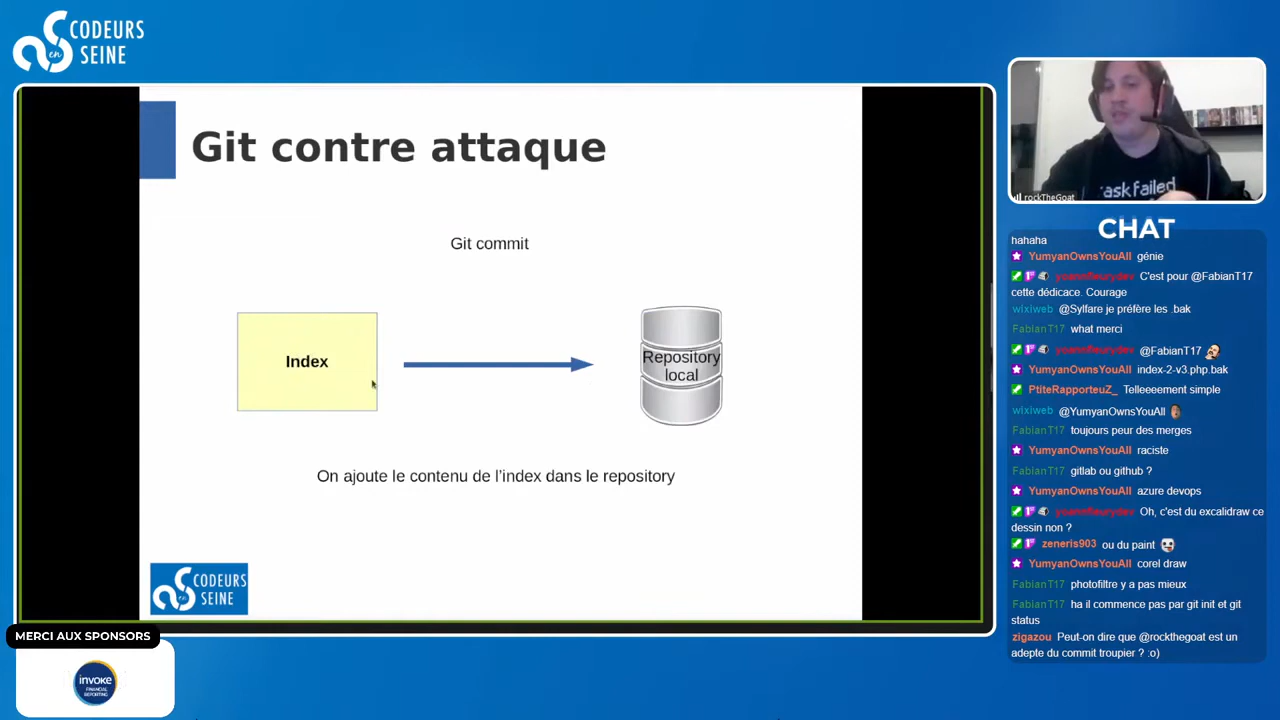 CODEURS
en
SEINE
Git contre attaque
Git commit
Index
Repository
local
On ajoute le contenu de l'index dans le repository
CODEURS
en
SEINE
MERCI AUX SPONSORS
invoke
FINANCIAL
REPORTING
Task failed
rockTheGoat
CHAT
hahaha
YumyanOwnsYouAll génie
yoannfleurydev C'est pour @FabianT17
cette dédicace. Courage
wixiweb @Sylfare je préfère les .bak
FabianT17 what merci
yoannfleurydev @FabianT17
YumyanOwnsYouAll index-2-v3.php.bak
PtiteRapporteuZ_ Telleeeement simple
wixiweb @YumyanOwnsYouAll
FabianT17 toujours peur des merges
YumyanOwnsYouAll raciste
FabianT17 gitlab ou github ?
YumyanOwnsYouAll azure devops
yoannfleurydev Oh, c'est du excalidraw ce
dessin non ?
zeneris903 ou du paint
YumyanOwnsYouAll corel draw
FabianT17 photofiltre y a pas mieux
FabianT17 ha il commence pas par git init et git
status
zigazou Peut-on dire que @rockthegoat est un
adepte du commit troupier ? :o)